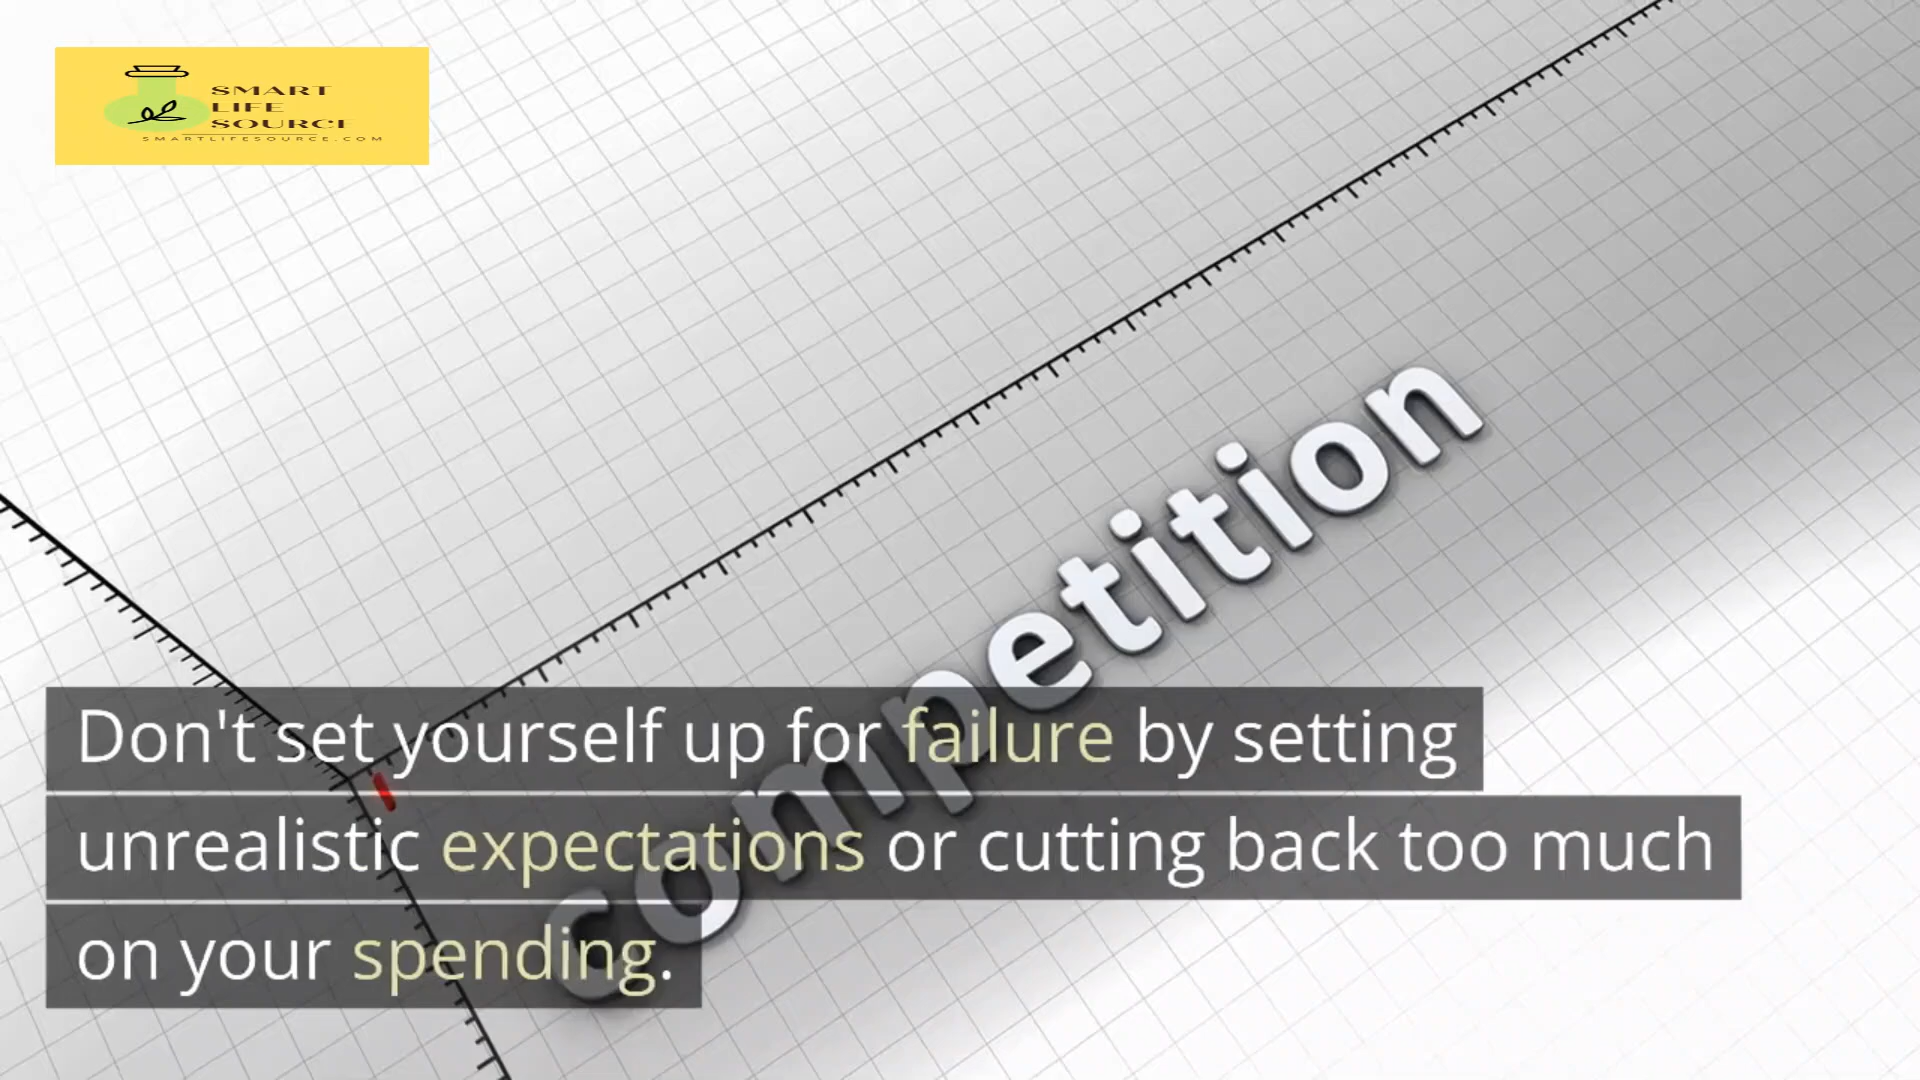 SMART
LIFE
SOURCE
SMARTLIFESOURCE.COM
competition
Don't set yourself up for failure by setting
unrealistic expectations or cutting back too much
on your spending.